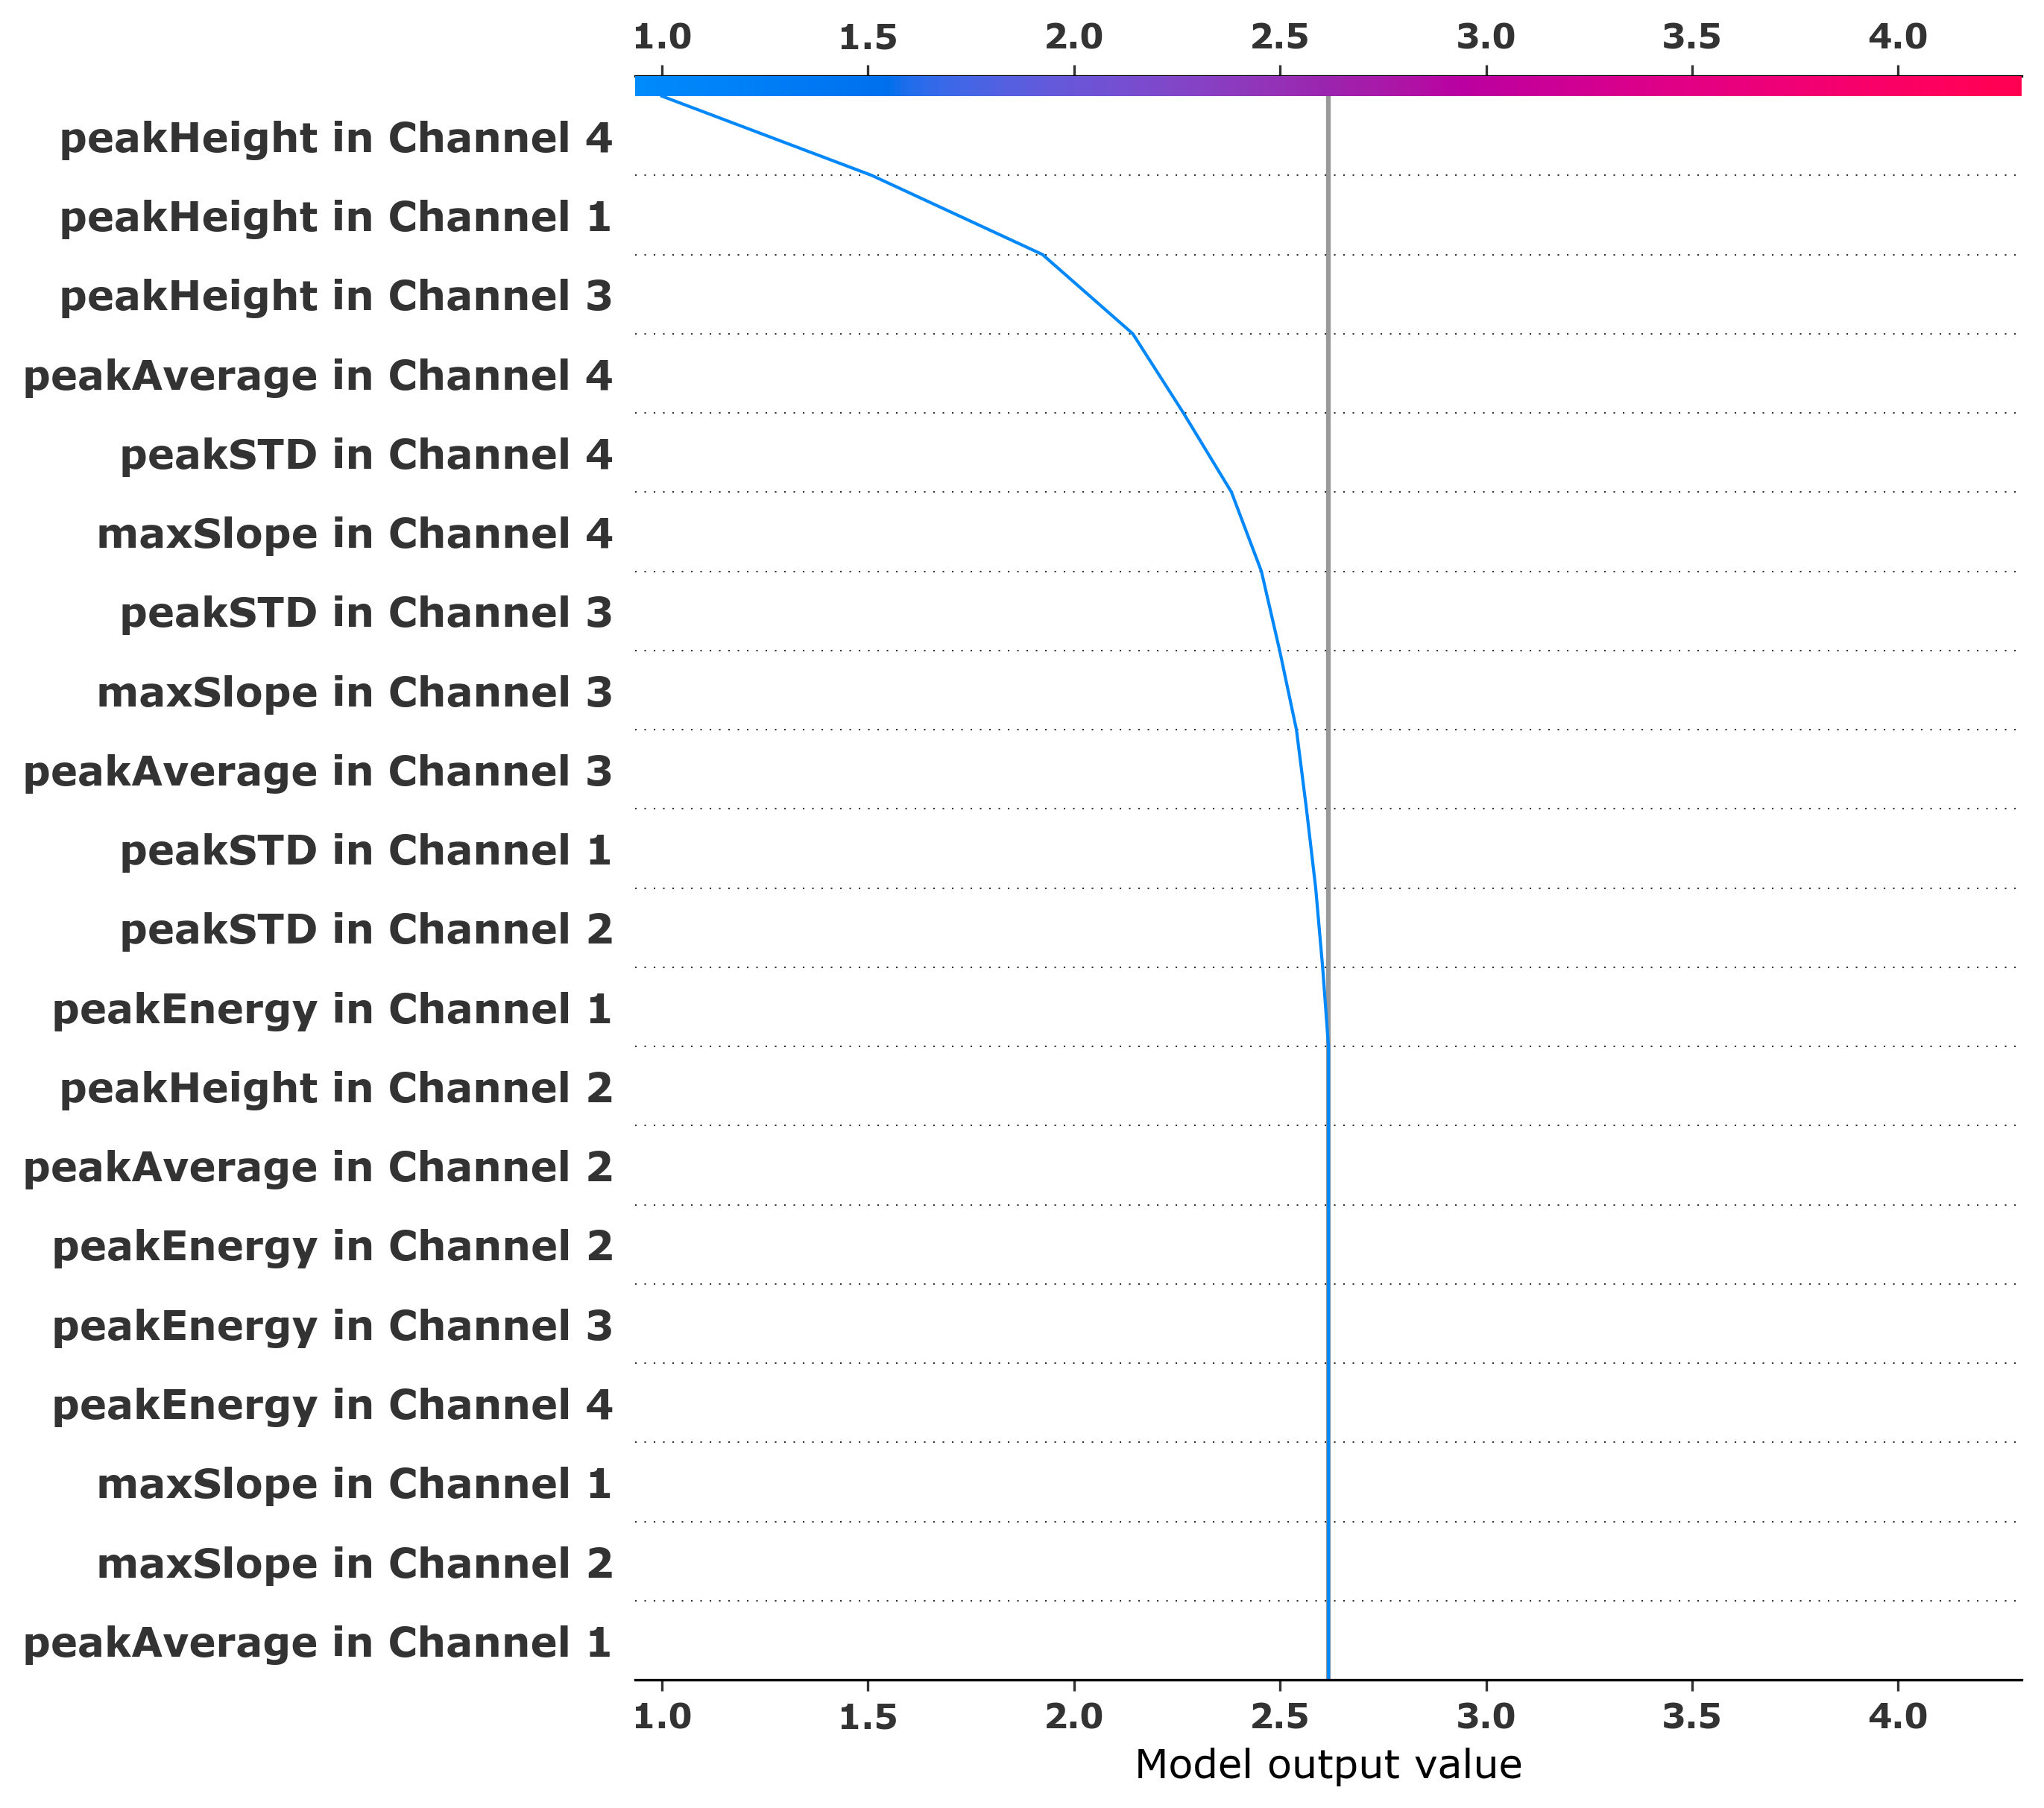 1.0 1.5 2.0 2.5 3.0 3.5 4.0
peakHeight in Channel 4
peakHeight in Channel 1
peakHeight in Channel 3
peakAverage in Channel 4
peakSTD in Channel 4
maxSlope in Channel 4
peakSTD in Channel 3
maxSlope in Channel 3
peakAverage in Channel 3
peakSTD in Channel 1
peakSTD in Channel 2
peakEnergy in Channel 1
peakHeight in Channel 2
peakAverage in Channel 2
peakEnergy in Channel 2
peakEnergy in Channel 3
peakEnergy in Channel 4
maxSlope in Channel 1
maxSlope in Channel 2
peakAverage in Channel 1
1.0 1.5 2.0 2.5 3.0 3.5 4.0
Model output value